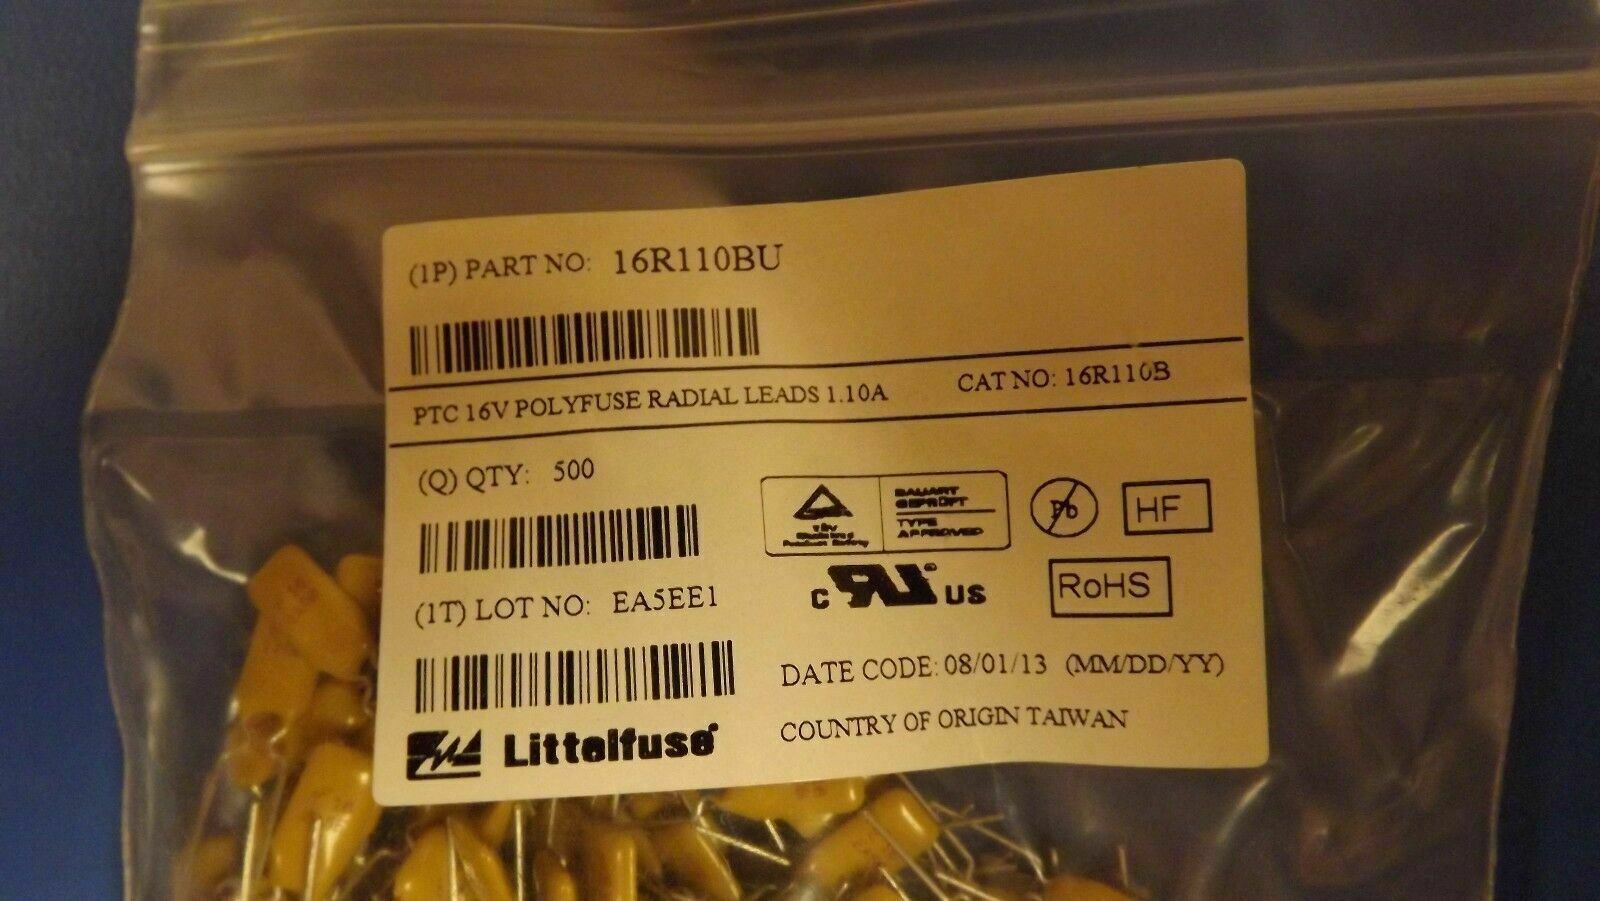 (1P) PART NO: 16R110BU
PTC 16V POLYFUSE RADIAL LEADS 1.10A CAT NO: 16R110B
(Q) QTY: 500
BAUART
GEPRÜFT
TYPE
APPROVED
Pb
HF
(1T) LOT NO: EA5EE1
c RU ® US
RoHS
DATE CODE: 08/01/13 (MM/DD/YY)
Littelfuse®
COUNTRY OF ORIGIN TAIWAN